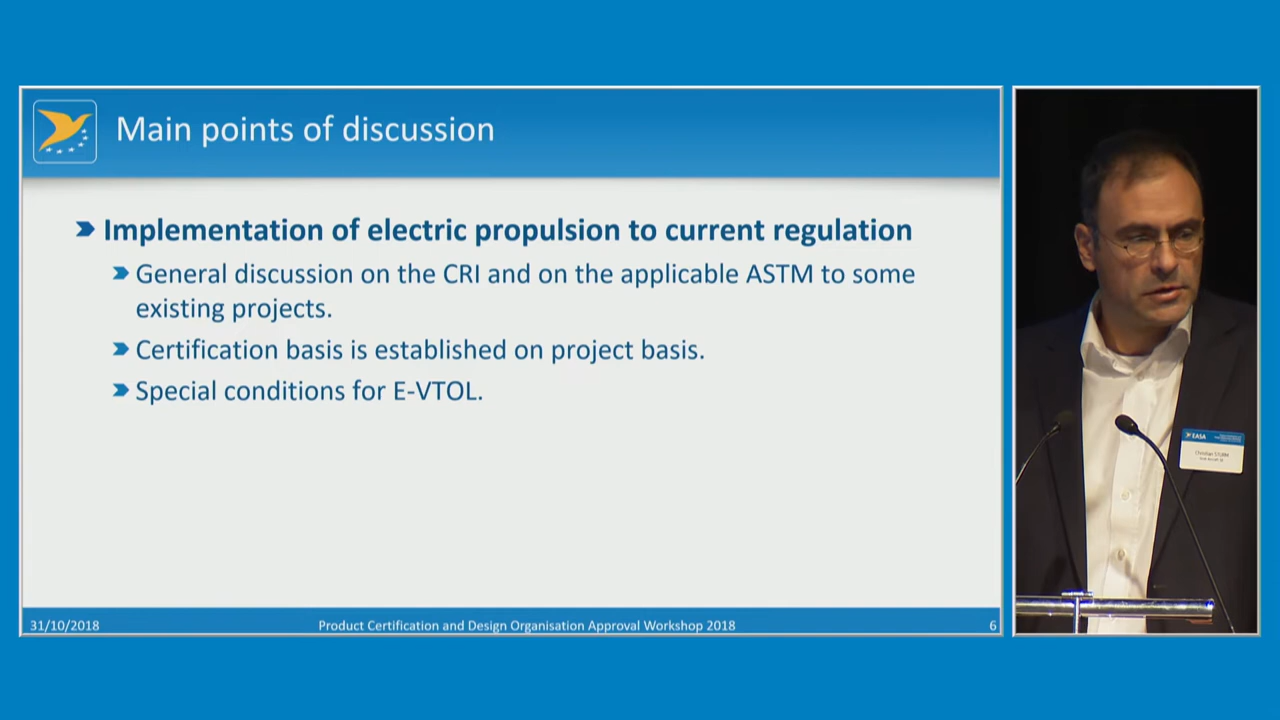 Main points of discussion
Implementation of electric propulsion to current regulation
General discussion on the CRI and on the applicable ASTM to some
existing projects.
Certification basis is established on project basis.
Special conditions for E-VTOL.
31/10/2018
Product Certification and Design Organisation Approval Workshop 2018
6
EASA
Christian STURM